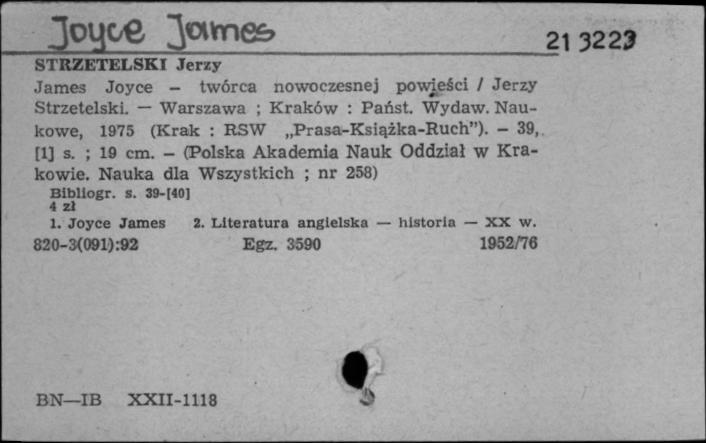 Joyce James
21 3223
STRZETELSKI Jerzy
James Joyce – twórca nowoczesnej powieści / Jerzy
Strzetelski. — Warszawa ; Kraków : Państ. Wydaw. Nau-
kowe, 1975 (Krak : RSW „Prasa-Książka-Ruch”). – 39,
[1] s. ; 19 cm. – (Polska Akademia Nauk Oddział w Kra-
kowie. Nauka dla Wszystkich ; nr 258)
Bibliogr. s. 39-[40]
4 zł
1. Joyce James 2. Literatura angielska — historia — XX w.
820-3(091):92 Egz. 3590 1952/76
BN—IB XXII-1118